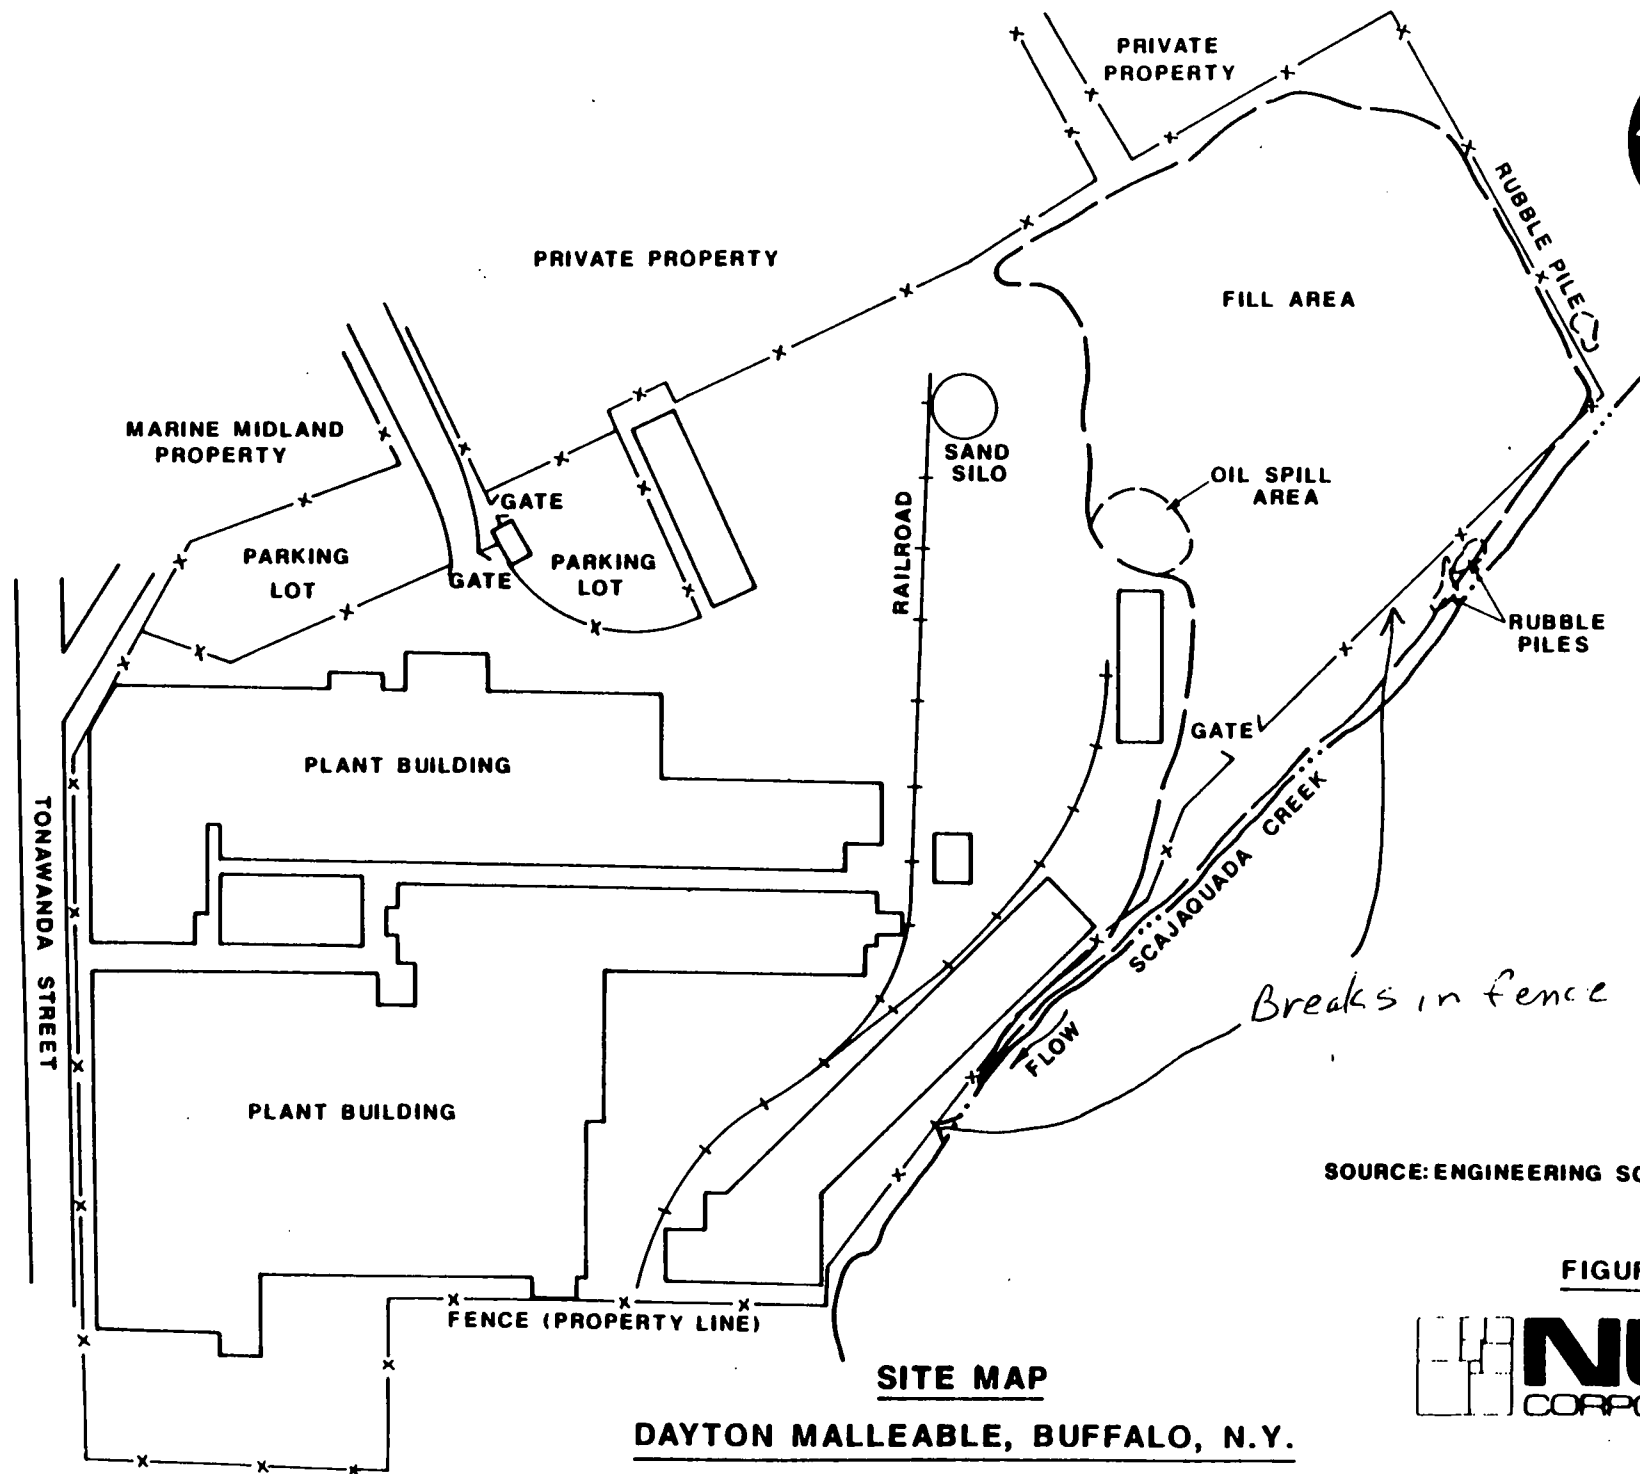 PRIVATE
PROPERTY
RUBBLE PILE
PRIVATE PROPERTY
FILL AREA
MARINE MIDLAND
PROPERTY
SAND
SILO
OIL SPILL
AREA
GATE
PARKING
LOT
GATE
PARKING
LOT
RAILROAD
RUBBLE
PILES
GATE
PLANT BUILDING
TONAWANDA STREET
SCAJAQUADA CREEK
Breaks in fence
FLOW
PLANT BUILDING
SOURCE: ENGINEERING
FENCE (PROPERTY LINE)
SITE MAP
DAYTON MALLEABLE, BUFFALO, N.Y.